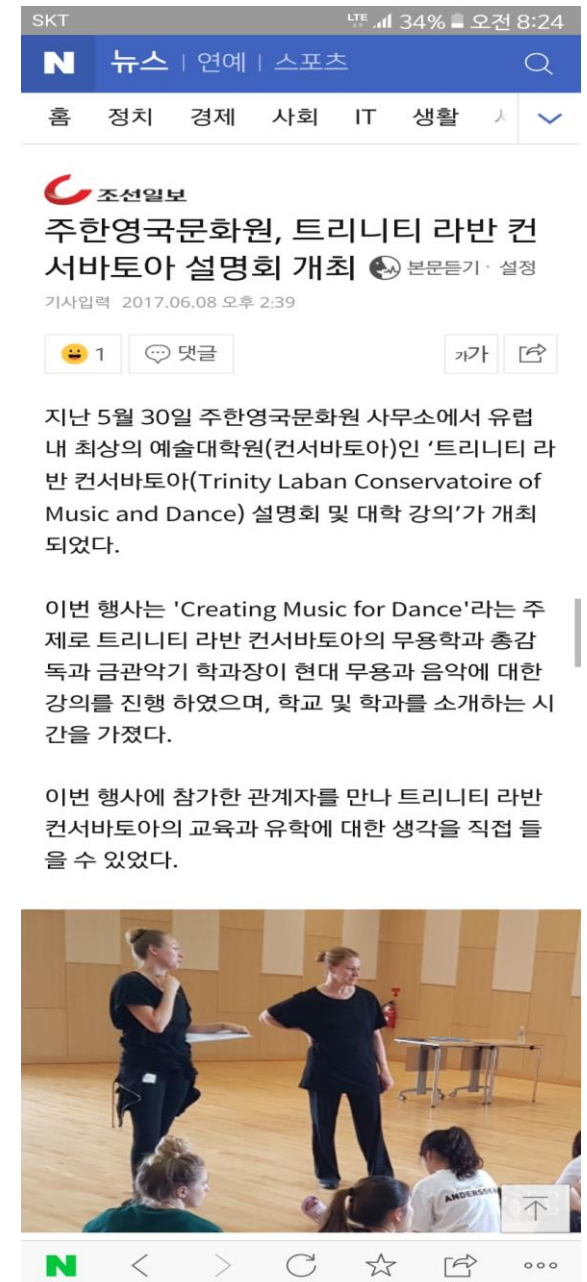 SKT LTE 34% 오전 8:24
N 뉴스 | 연예 | 스포츠
홈 정치 경제 사회 IT 생활
조선일보
주한영국문화원, 트리니티 라반 컨
서바토아 설명회 개최 본문듣기 · 설정
기사입력 2017.06.08 오후 2:39
1 댓글 가가
지난 5월 30일 주한영국문화원 사무소에서 유럽
내 최상의 예술대학원(컨서바토아)인 ‘트리니티 라
반 컨서바토아(Trinity Laban Conservatoire of
Music and Dance) 설명회 및 대학 강의’가 개최
되었다.
이번 행사는 'Creating Music for Dance'라는 주
제로 트리니티 라반 컨서바토아의 무용학과 총감
독과 금관악기 학과장이 현대 무용과 음악에 대한
강의를 진행 하였으며, 학교 및 학과를 소개하는 시
간을 가졌다.
이번 행사에 참가한 관계자를 만나 트리니티 라반
컨서바토아의 교육과 유학에 대한 생각을 직접 들
을 수 있었다.
N